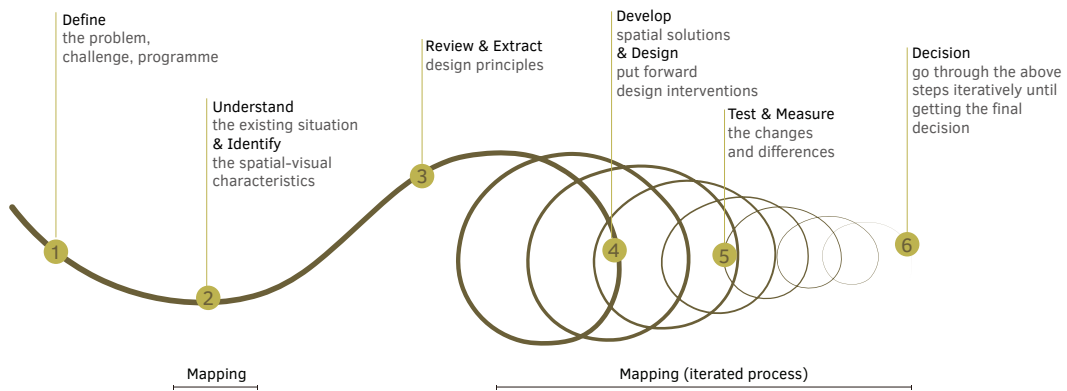 Define
the problem,
challenge, programme
Understand
the existing situation
& Identify
the spatial-visual
characteristics
Review & Extract
design principles
Develop
spatial solutions
& Design
put forward
design interventions
Test & Measure
the changes
and differences
Decision
go through the above
steps iteratively until
getting the final
decision
1
2
3
4
5
6
Mapping
Mapping (iterated process)